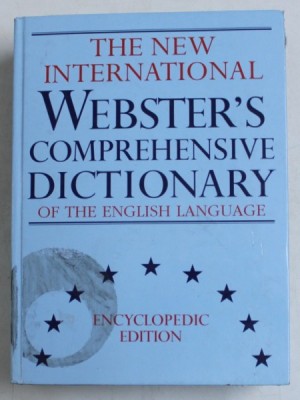 THE NEW
INTERNATIONAL
WEBSTER'S
COMPREHENSIVE
DICTIONARY
OF THE ENGLISH LANGUAGE
ENCYCLOPEDIC
EDITION